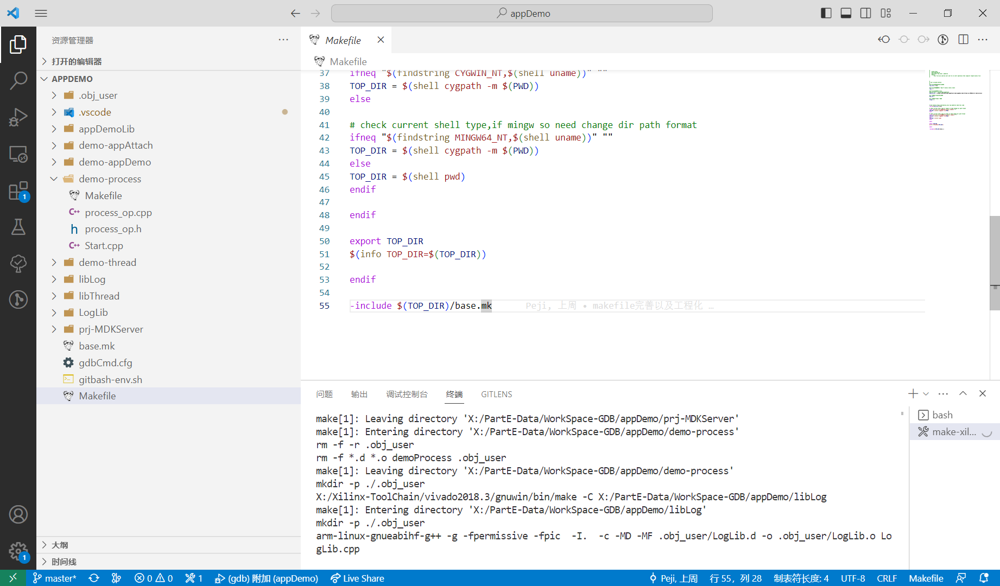 appDemo
资源管理器
打开的编辑器
APPDEMO
.obj_user
.vscode
appDemoLib
demo-appAttach
demo-appDemo
demo-process
Makefile
process_op.cpp
process_op.h
Start.cpp
demo-thread
libLog
libThread
LogLib
prj-MDKServer
base.mk
gdbCmd.cfg
gitbash-env.sh
Makefile
大纲
时间线
1
1
Makefile
Makefile
37 ifneq "$(findstring CYGWIN_NT,$(shell uname))" ""
38 TOP_DIR = $(shell cygpath -m $(PWD))
39 else
40
41 # check current shell type,if mingw so need change dir path format
42 ifneq "$(findstring MINGW64_NT,$(shell uname))" ""
43 TOP_DIR = $(shell cygpath -m $(PWD))
44 else
45 TOP_DIR = $(shell pwd)
46 endif
47
48 endif
49
50 export TOP_DIR
51 $(info TOP_DIR=$(TOP_DIR))
52
53 endif
54
55 -include $(TOP_DIR)/base.mk Peji, 上周 • makefile完善以及工程化 …
问题 输出 调试控制台 终端 GITLENS
make[1]: Leaving directory 'X:/PartE-Data/WorkSpace-GDB/appDemo/prj-MDKServer'
make[1]: Entering directory 'X:/PartE-Data/WorkSpace-GDB/appDemo/demo-process'
rm -f -r .obj_user
rm -f *.d *.o demoProcess .obj_user
make[1]: Leaving directory 'X:/PartE-Data/WorkSpace-GDB/appDemo/demo-process'
mkdir -p ./.obj_user
X:/Xilinx-ToolChain/vivado2018.3/gnuwin/bin/make -C X:/PartE-Data/WorkSpace-GDB/appDemo/libLog
make[1]: Entering directory 'X:/PartE-Data/WorkSpace-GDB/appDemo/libLog'
mkdir -p ./.obj_user
arm-linux-gnueabihf-g++ -g -fpermissive -fpic  -I.  -c -MD -MF .obj_user/LogLib.d -o .obj_user/LogLib.o Lo
gLib.cpp
bash
make-xil...
master* 0 0 1 (gdb) 附加 (appDemo) Live Share Peji, 上周 行 55，列 28 制表符长度: 4 UTF-8 CRLF Makefile